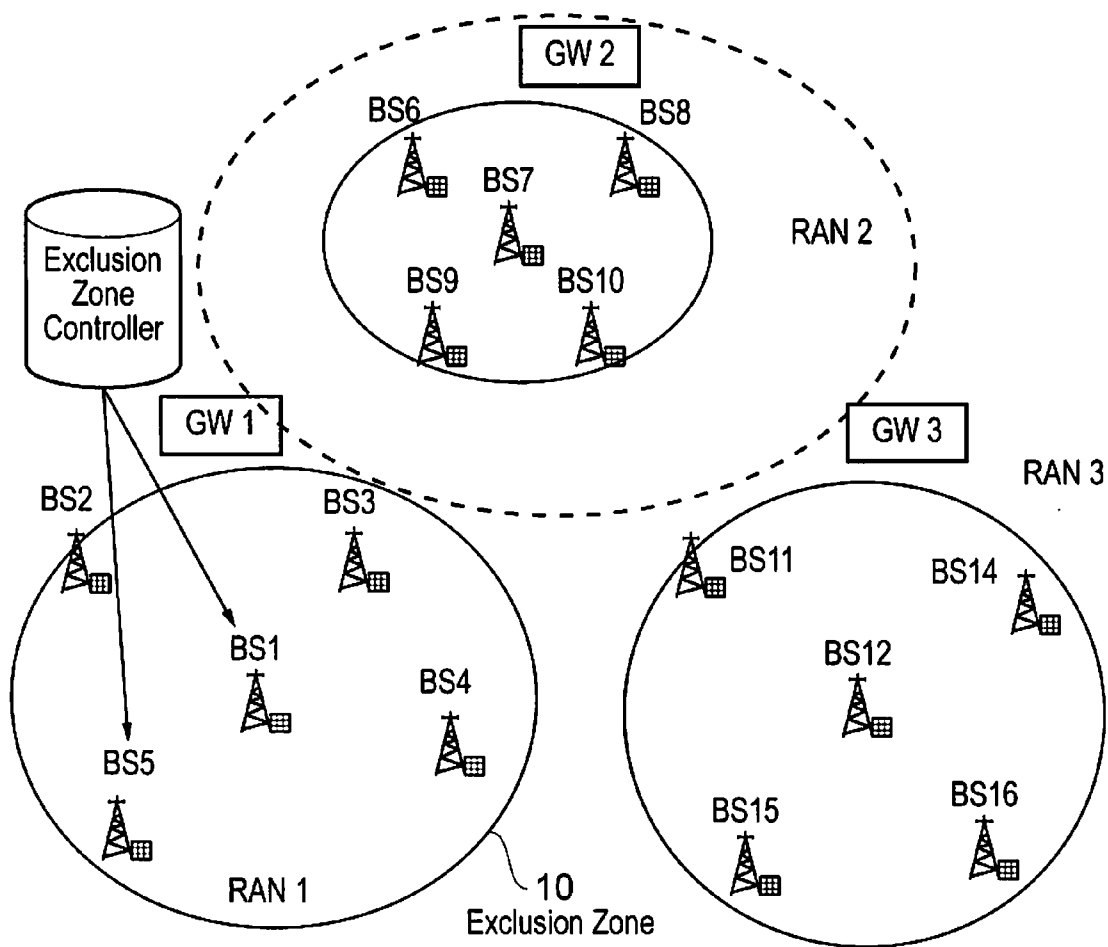 GW 2
BS6
BS8
BS7
RAN 2
Exclusion
Zone
Controller
BS9
BS10
GW 1
GW 3
RAN 3
BS2
BS3
BS11
BS14
BS1
BS12
BS4
BS5
BS15
BS16
RAN 1
10
Exclusion Zone